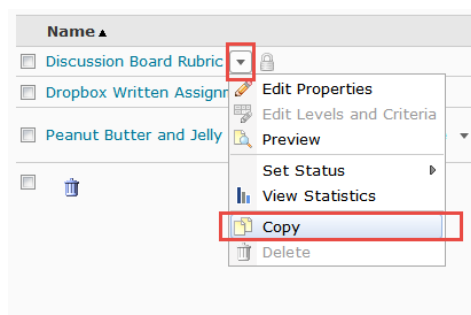 Name
Discussion Board Rubric
Edit Properties
Dropbox Written Assignm
Edit Levels and Criteria
Peanut Butter and Jelly
Preview
Set Status
View Statistics
Copy
Delete